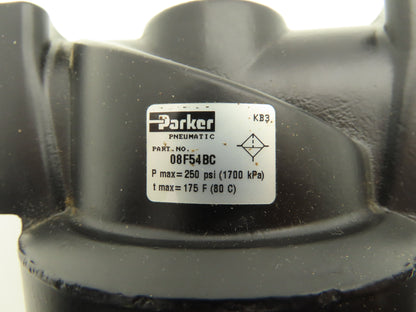 Parker KB3
PNEUMATIC
PART NO.
08F54BC
P max = 250 psi (1700 kPa)
t max = 175 F (80 C)